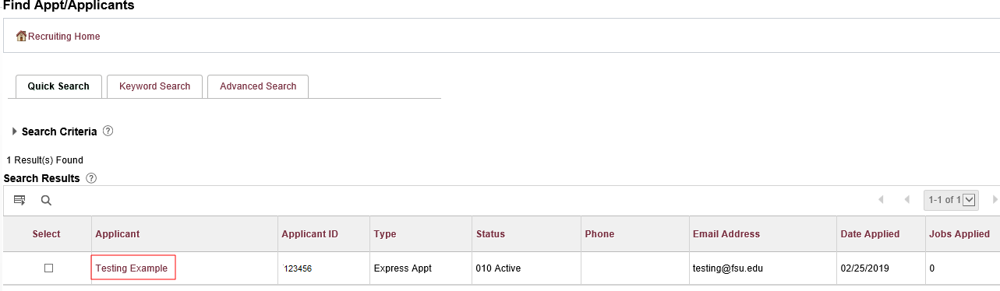 Find Appt/Applicants
Recruiting Home
Quick Search Keyword Search Advanced Search
Search Criteria ?
1 Result(s) Found
Search Results ?
1-1 of 1
Select Applicant Applicant ID Type Status Phone Email Address Date Applied Jobs Applied
Testing Example 123456 Express Appt 010 Active testing@fsu.edu 02/25/2019 0